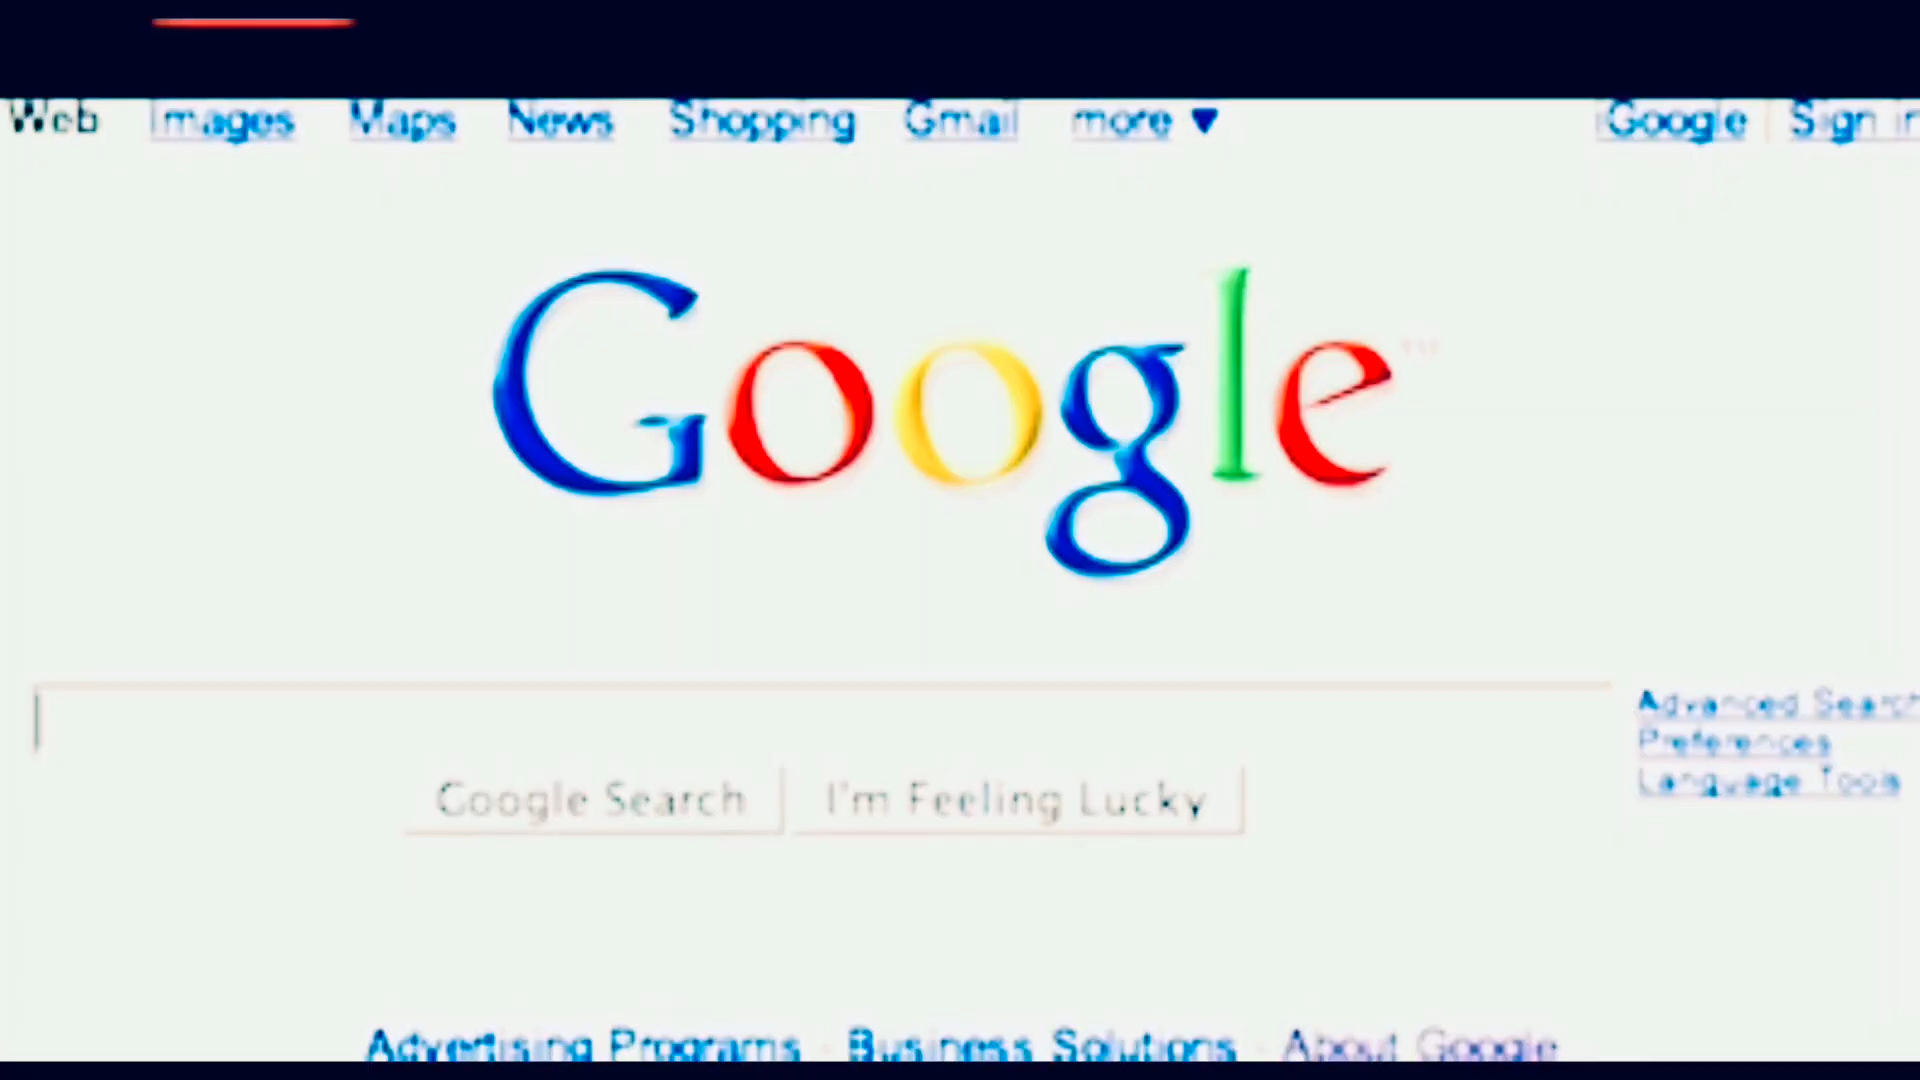 Web Images Maps News Shopping Gmail more ▼ iGoogle Sign in
Google
Advanced Search
Preferences
Language Tools
Google Search I'm Feeling Lucky
Advertising Programs - Business Solutions - About Google